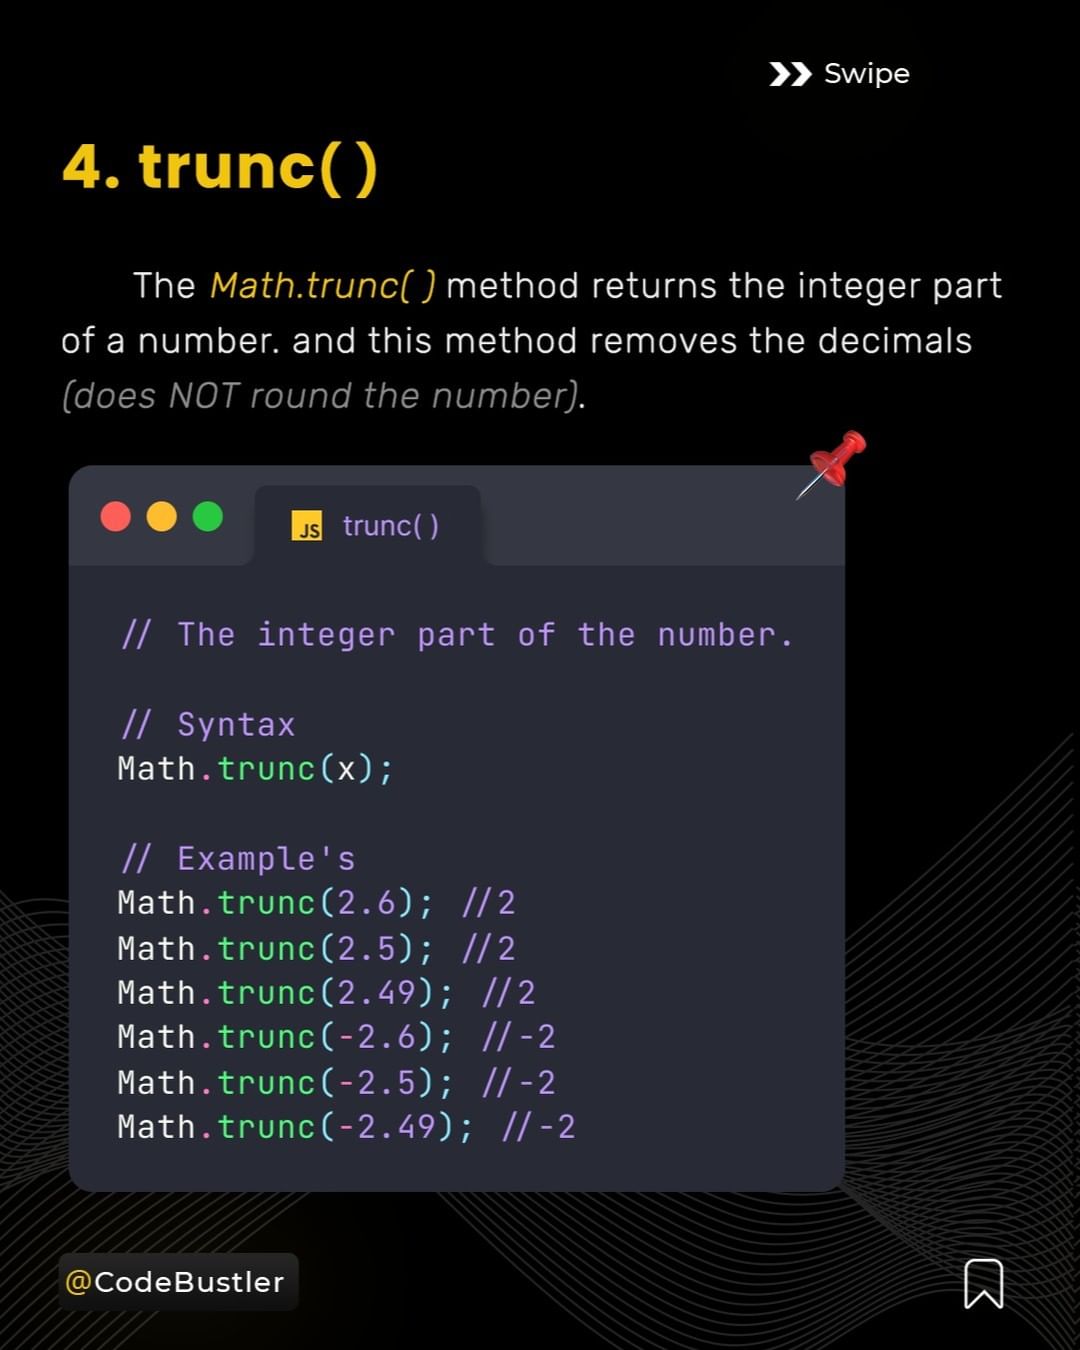 Swipe
4. trunc( )
The Math.trunc( ) method returns the integer part
of a number. and this method removes the decimals
(does NOT round the number).
JS trunc( )
// The integer part of the number.
// Syntax
Math.trunc(x);
// Example's
Math.trunc(2.6); //2
Math.trunc(2.5); //2
Math.trunc(2.49); //2
Math.trunc(-2.6); //-2
Math.trunc(-2.5); //-2
Math.trunc(-2.49); //-2
@CodeBustler